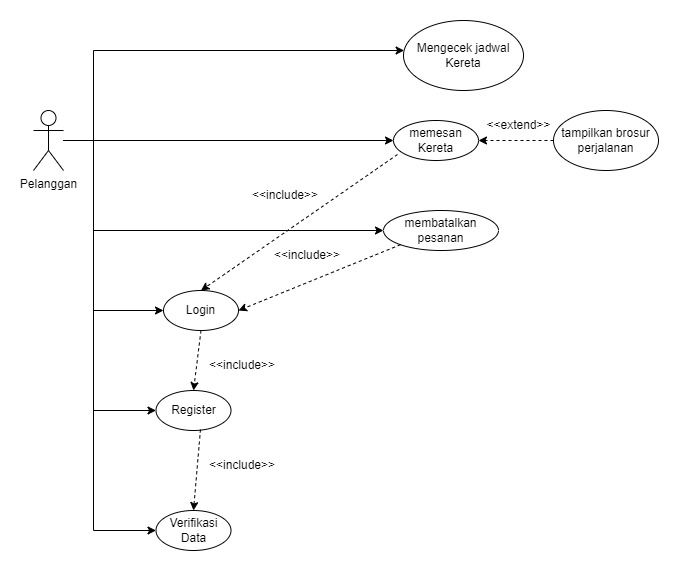 Mengecek jadwal
Kereta
<<extend>>
memesan
Kereta
tampilkan brosur
perjalanan
Pelanggan
<<include>>
membatalkan
pesanan
<<include>>
Login
<<include>>
Register
<<include>>
Verifikasi
Data